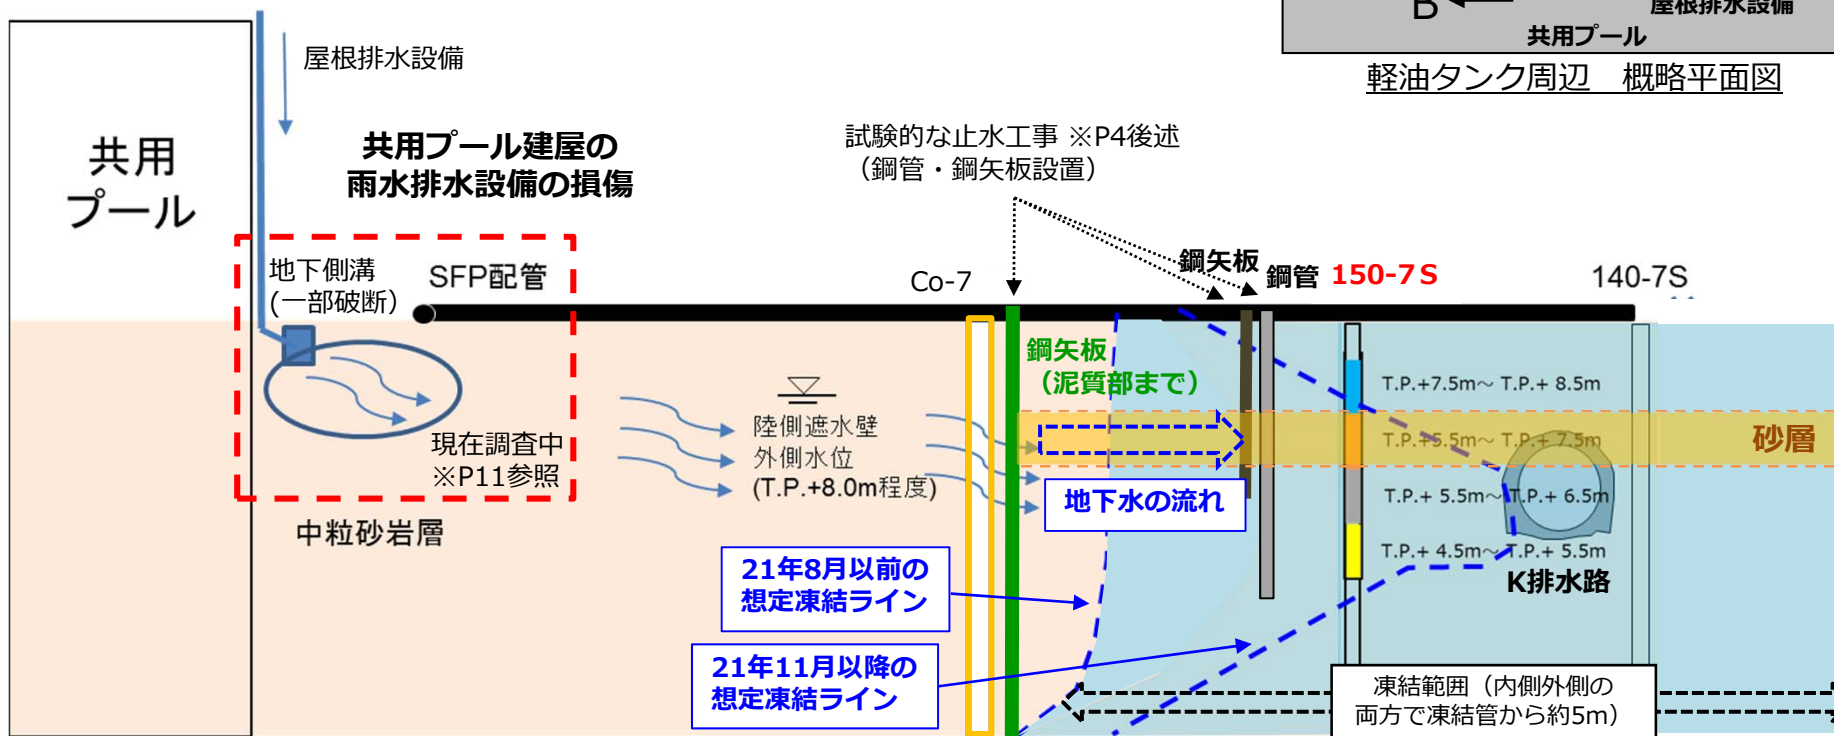 B
屋根排水設備
共用プール
軽油タンク周辺　概略平面図
屋根排水設備
共用
プール
共用プール建屋の
雨水排水設備の損傷
試験的な止水工事 ※P4後述
（鋼管・鋼矢板設置）
地下側溝
(一部破断）
SFP配管
Co-7
鋼矢板
鋼管
150-7S
140-7S
鋼矢板
（泥質部まで）
T.P.+7.5m～ T.P.+ 8.5m
T.P.+5.5m～ T.P.+ 7.5m
砂層
陸側遮水壁
外側水位
(T.P.+8.0m程度)
現在調査中
※P11参照
地下水の流れ
T.P.+ 5.5m～ T.P.+ 6.5m
中粒砂岩層
T.P.+ 4.5m～ T.P.+ 5.5m
K排水路
21年8月以前の
想定凍結ライン
21年11月以降の
想定凍結ライン
凍結範囲（内側外側の
両方で凍結管から約5m）